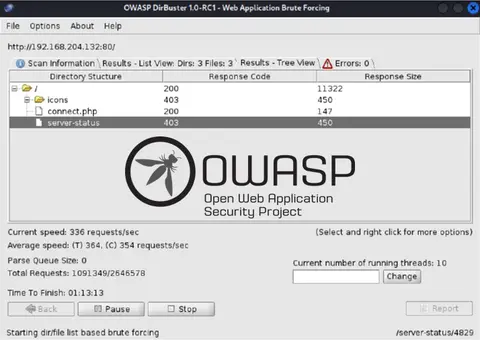 OWASP DirBuster 1.0-RC1 - Web Application Brute Forcing
File Options About Help
http://192.168.204.132:80/
Scan Information Results - List View: Dirs: 3 Files: 3 Results - Tree View Errors: 0
Directory Stucture Response Code Response Size
/ 200 11322
icons 403 450
connect.php 200 147
server-status 403 450
OWASP
Open Web Application
Security Project
Current speed: 336 requests/sec (Select and right click for more options)
Average speed: (T) 364, (C) 354 requests/sec
Parse Queue Size: 0
Total Requests: 1091349/2646578
Current number of running threads: 10
Change
Time To Finish: 01:13:13
Back Pause Stop Report
Starting dir/file list based brute forcing /server-status/4829